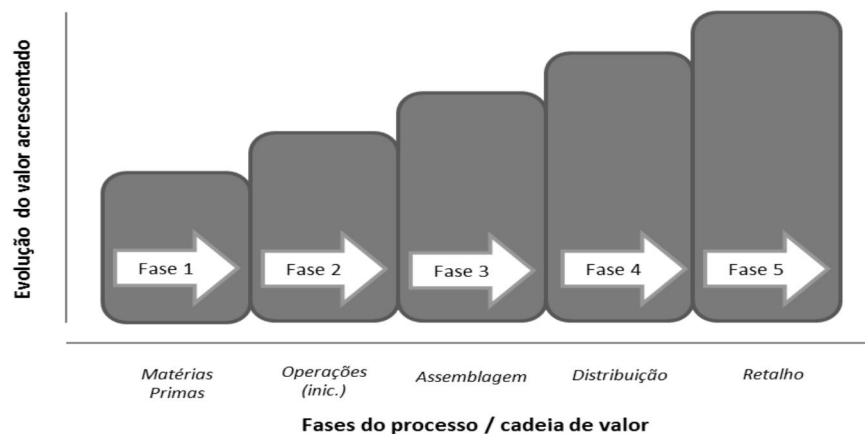 Evolução do valor acrescentado
Fase 1
Fase 2
Fase 3
Fase 4
Fase 5
Matérias
Primas
Operações
(inic.)
Assemblagem
Distribuição
Retalho
Fases do processo / cadeia de valor